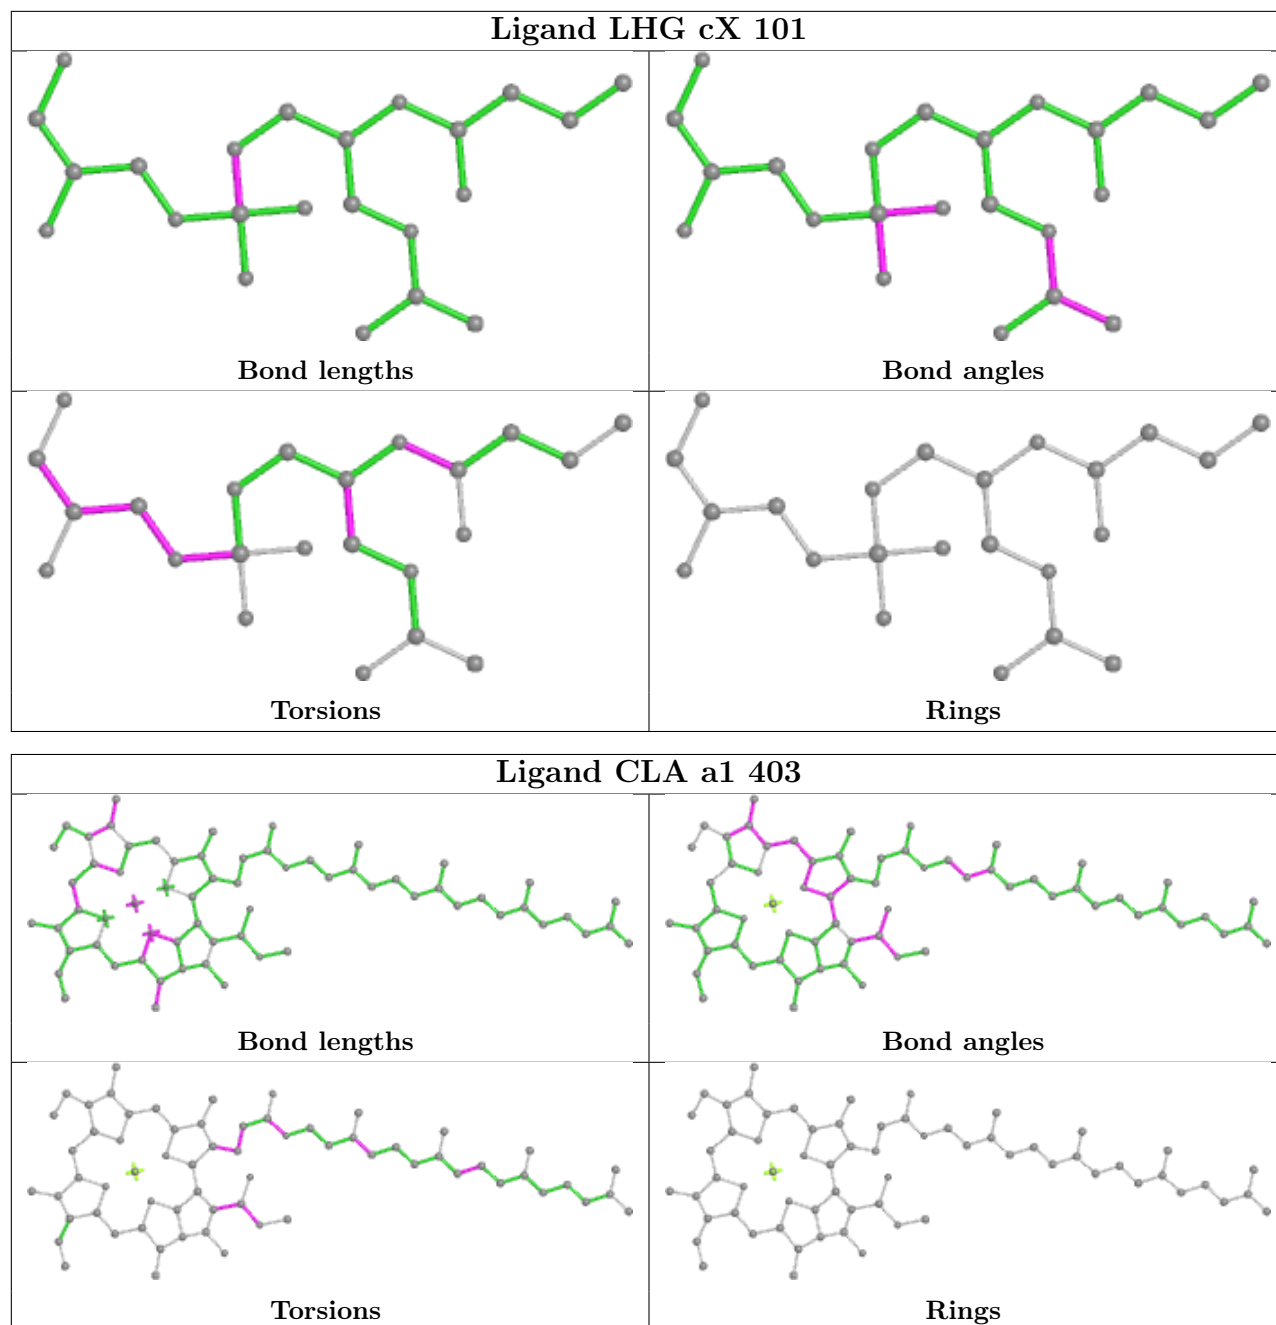 Ligand LHG cX 101
Bond lengths
Bond angles
Torsions
Rings
Ligand CLA a1 403
Bond lengths
Bond angles
Torsions
Rings